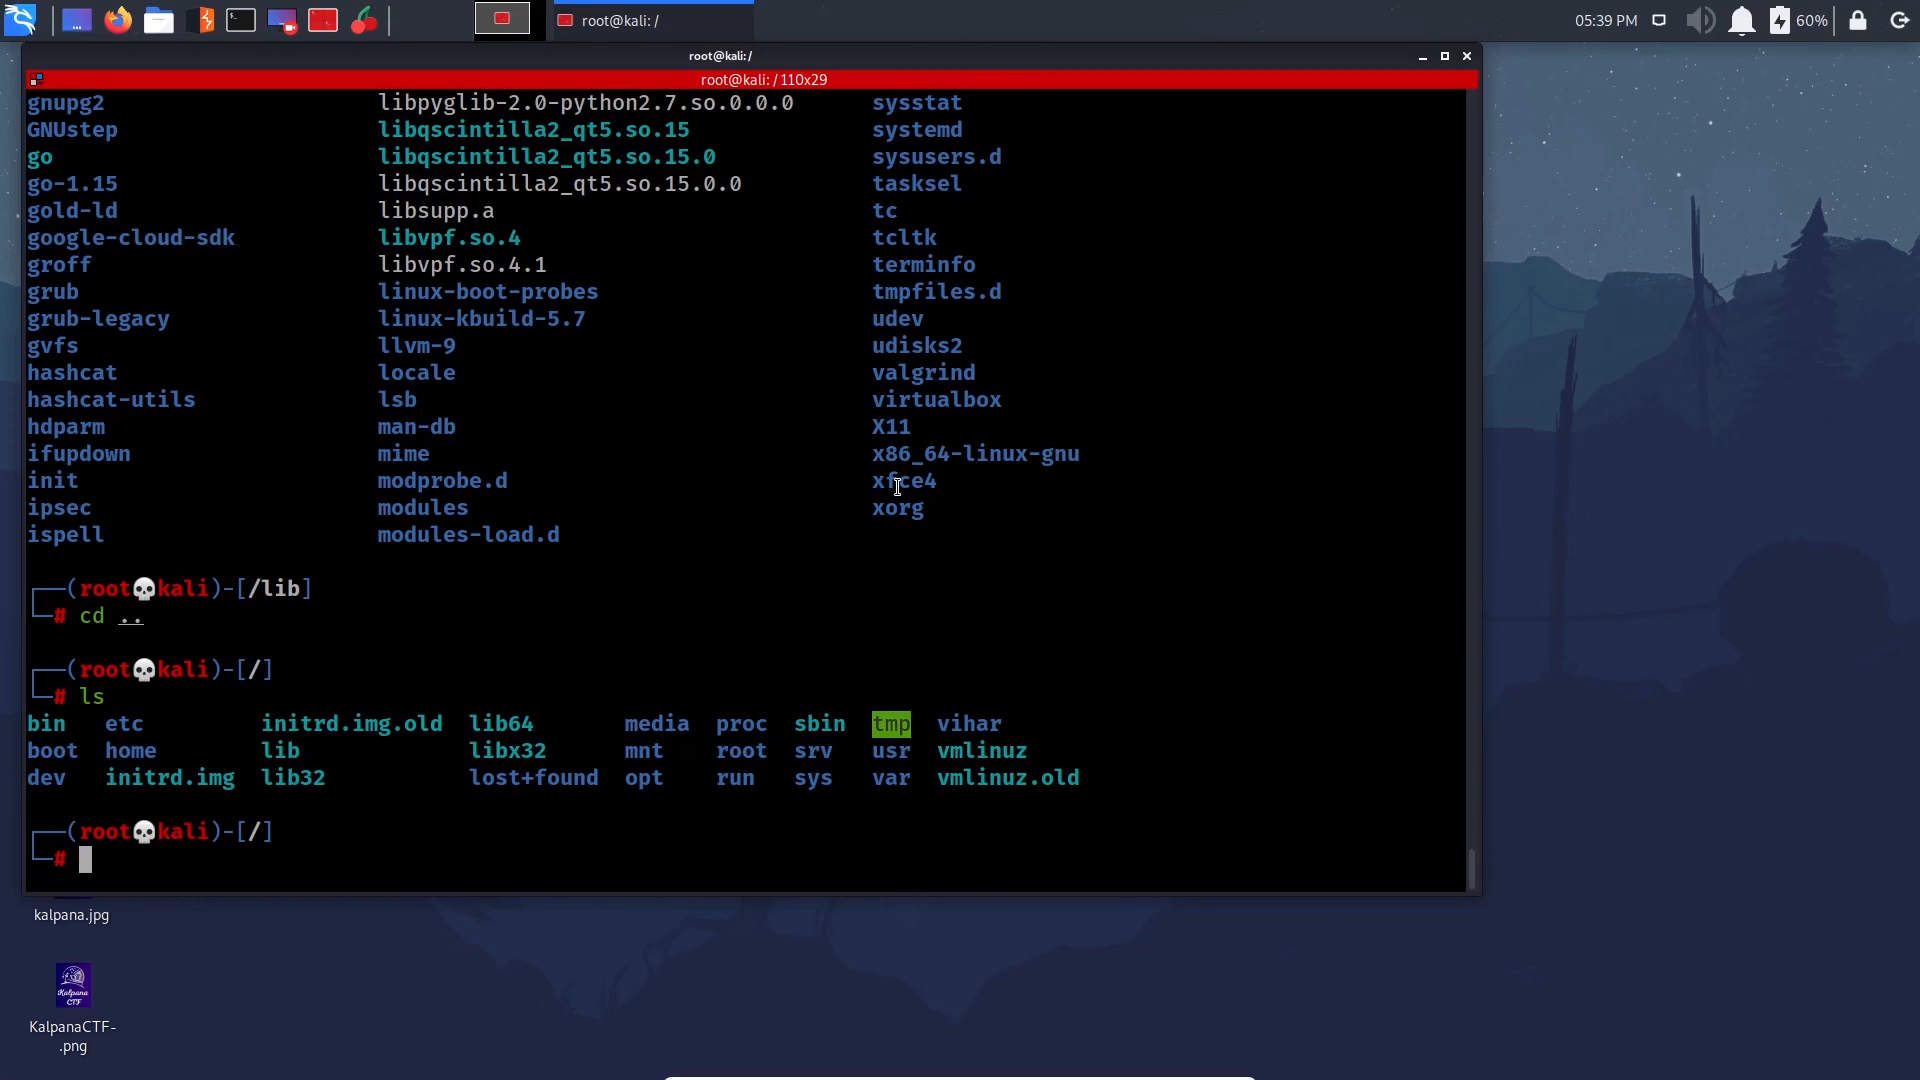 root@kali: /
05:39 PM
60%
root@kali: /
root@kali: / 110x29
gnupg2 libpyglib-2.0-python2.7.so.0.0.0 sysstat
GNUstep libqscintilla2_qt5.so.15 systemd
go libqscintilla2_qt5.so.15.0 sysusers.d
go-1.15 libqscintilla2_qt5.so.15.0.0 tasksel
gold-ld libsupp.a tc
google-cloud-sdk libvpf.so.4 tcltk
groff libvpf.so.4.1 terminfo
grub linux-boot-probes tmpfiles.d
grub-legacy linux-kbuild-5.7 udev
gvfs llvm-9 udisks2
hashcat locale valgrind
hashcat-utils lsb virtualbox
hdparm man-db X11
ifupdown mime x86_64-linux-gnu
init modprobe.d xfce4
ipsec modules xorg
ispell modules-load.d
┌──(root💀kali)-[/lib]
└─# cd ..
┌──(root💀kali)-[/]
└─# ls
bin etc initrd.img.old lib64 media proc sbin tmp vihar
boot home lib libx32 mnt root srv usr vmlinuz
dev initrd.img lib32 lost+found opt run sys var vmlinuz.old
┌──(root💀kali)-[/]
└─#
kalpana.jpg
Kalpana
CTF
KalpanaCTF-
.png